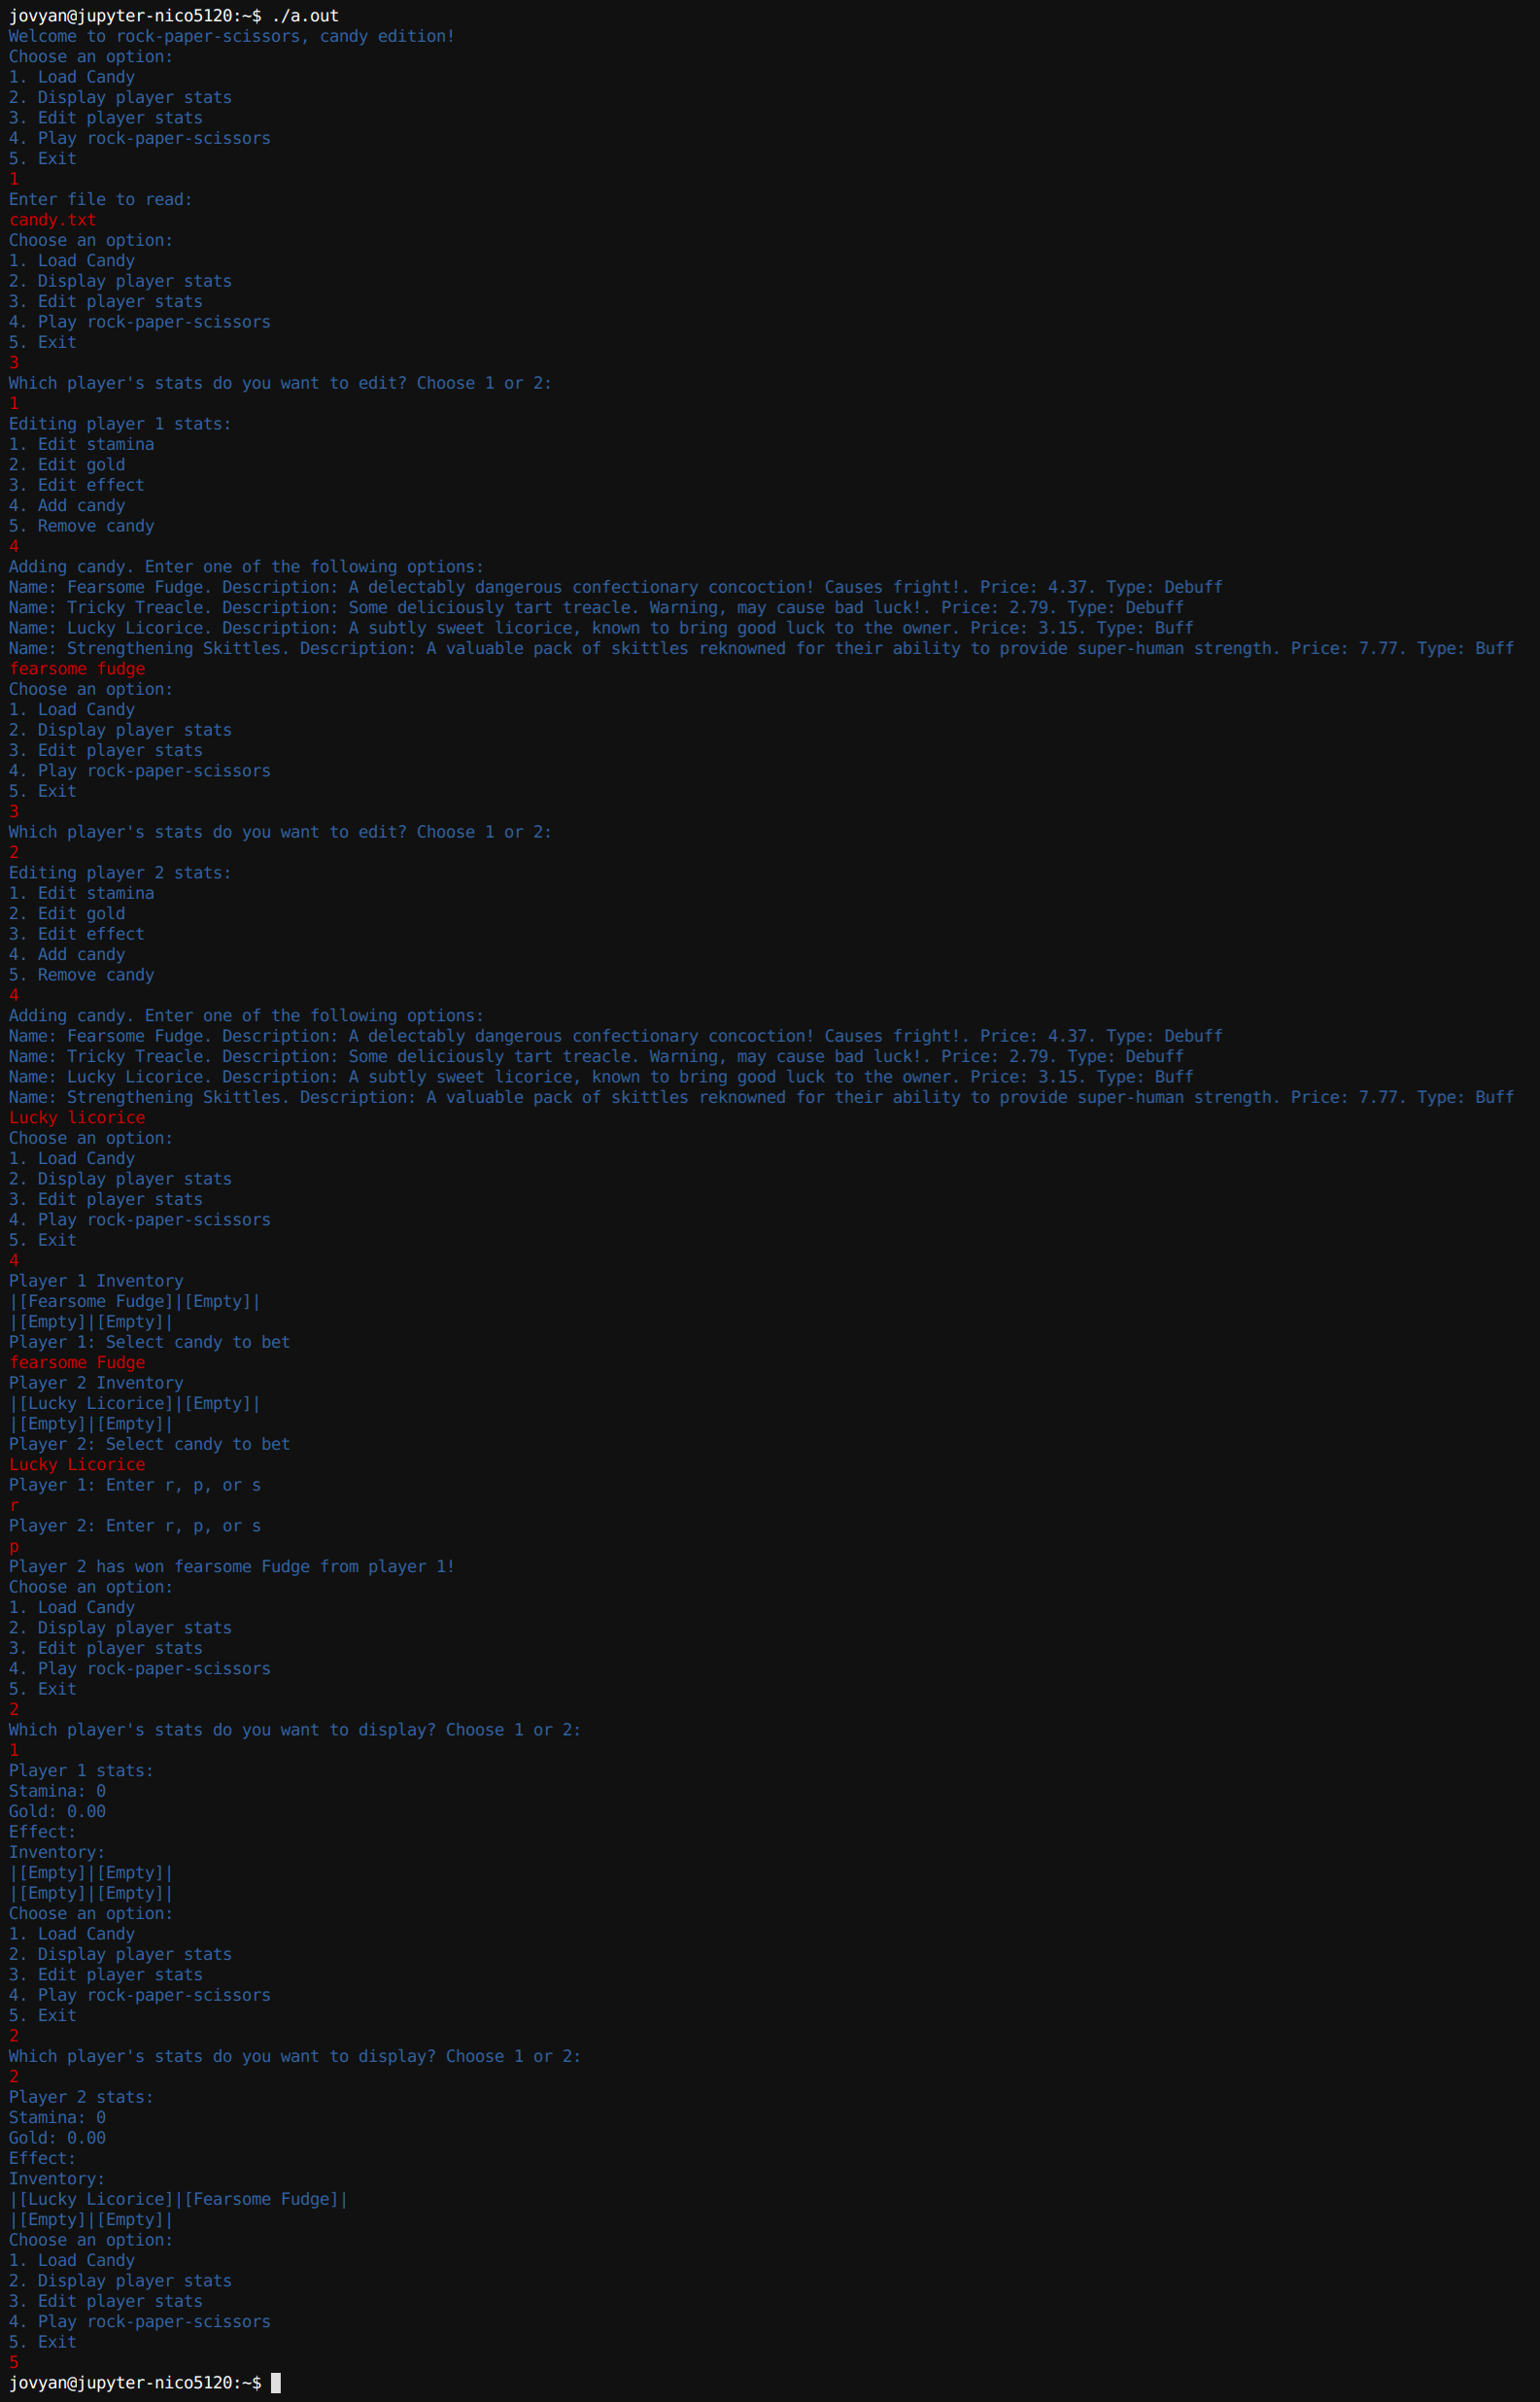 jovyan@jupyter-nico5120:~$ ./a.out
Welcome to rock-paper-scissors, candy edition!
Choose an option:
1. Load Candy
2. Display player stats
3. Edit player stats
4. Play rock-paper-scissors
5. Exit
1
Enter file to read:
candy.txt
Choose an option:
1. Load Candy
2. Display player stats
3. Edit player stats
4. Play rock-paper-scissors
5. Exit
3
Which player's stats do you want to edit? Choose 1 or 2:
1
Editing player 1 stats:
1. Edit stamina
2. Edit gold
3. Edit effect
4. Add candy
5. Remove candy
4
Adding candy. Enter one of the following options:
Name: Fearsome Fudge. Description: A delectably dangerous confectionary concoction! Causes fright!. Price: 4.37. Type: Debuff
Name: Tricky Treacle. Description: Some deliciously tart treacle. Warning, may cause bad luck!. Price: 2.79. Type: Debuff
Name: Lucky Licorice. Description: A subtly sweet licorice, known to bring good luck to the owner. Price: 3.15. Type: Buff
Name: Strengthening Skittles. Description: A valuable pack of skittles reknowned for their ability to provide super-human strength. Price: 7.77. Type: Buff
fearsome fudge
Choose an option:
1. Load Candy
2. Display player stats
3. Edit player stats
4. Play rock-paper-scissors
5. Exit
3
Which player's stats do you want to edit? Choose 1 or 2:
2
Editing player 2 stats:
1. Edit stamina
2. Edit gold
3. Edit effect
4. Add candy
5. Remove candy
4
Adding candy. Enter one of the following options:
Name: Fearsome Fudge. Description: A delectably dangerous confectionary concoction! Causes fright!. Price: 4.37. Type: Debuff
Name: Tricky Treacle. Description: Some deliciously tart treacle. Warning, may cause bad luck!. Price: 2.79. Type: Debuff
Name: Lucky Licorice. Description: A subtly sweet licorice, known to bring good luck to the owner. Price: 3.15. Type: Buff
Name: Strengthening Skittles. Description: A valuable pack of skittles reknowned for their ability to provide super-human strength. Price: 7.77. Type: Buff
Lucky licorice
Choose an option:
1. Load Candy
2. Display player stats
3. Edit player stats
4. Play rock-paper-scissors
5. Exit
4
Player 1 Inventory
|[Fearsome Fudge]|[Empty]|
|[Empty]|[Empty]|
Player 1: Select candy to bet
fearsome Fudge
Player 2 Inventory
|[Lucky Licorice]|[Empty]|
|[Empty]|[Empty]|
Player 2: Select candy to bet
Lucky Licorice
Player 1: Enter r, p, or s
r
Player 2: Enter r, p, or s
p
Player 2 has won fearsome Fudge from player 1!
Choose an option:
1. Load Candy
2. Display player stats
3. Edit player stats
4. Play rock-paper-scissors
5. Exit
2
Which player's stats do you want to display? Choose 1 or 2:
1
Player 1 stats:
Stamina: 0
Gold: 0.00
Effect:
Inventory:
|[Empty]|[Empty]|
|[Empty]|[Empty]|
Choose an option:
1. Load Candy
2. Display player stats
3. Edit player stats
4. Play rock-paper-scissors
5. Exit
2
Which player's stats do you want to display? Choose 1 or 2:
2
Player 2 stats:
Stamina: 0
Gold: 0.00
Effect:
Inventory:
|[Lucky Licorice]|[Fearsome Fudge]|
|[Empty]|[Empty]|
Choose an option:
1. Load Candy
2. Display player stats
3. Edit player stats
4. Play rock-paper-scissors
5. Exit
5
jovyan@jupyter-nico5120:~$